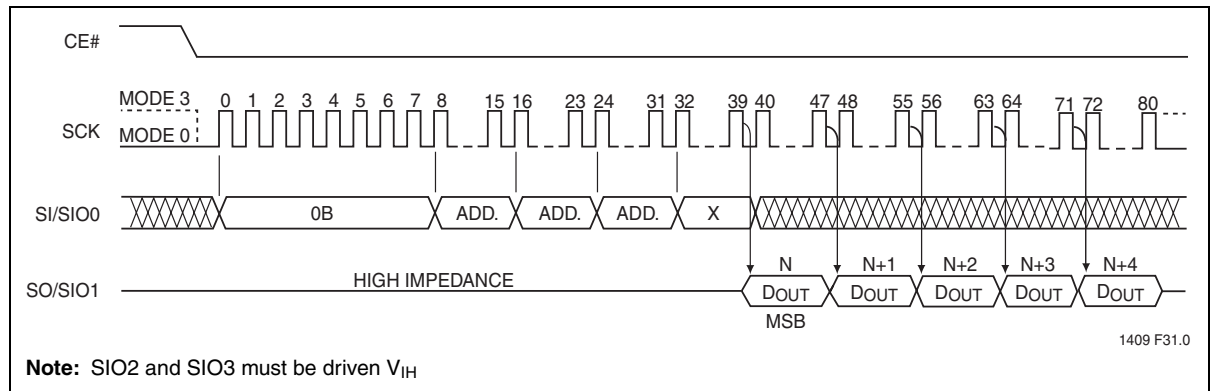 CE#
MODE 3 0 1 2 3 4 5 6 7 8 15 16 23 24 31 32 39 40 47 48 55 56 63 64 71 72 80
SCK MODE 0
SI/SIO0 0B ADD. ADD. ADD. X
N N+1 N+2 N+3 N+4
SO/SIO1 HIGH IMPEDANCE DOUT DOUT DOUT DOUT DOUT
MSB
1409 F31.0
Note: SIO2 and SIO3 must be driven VIH